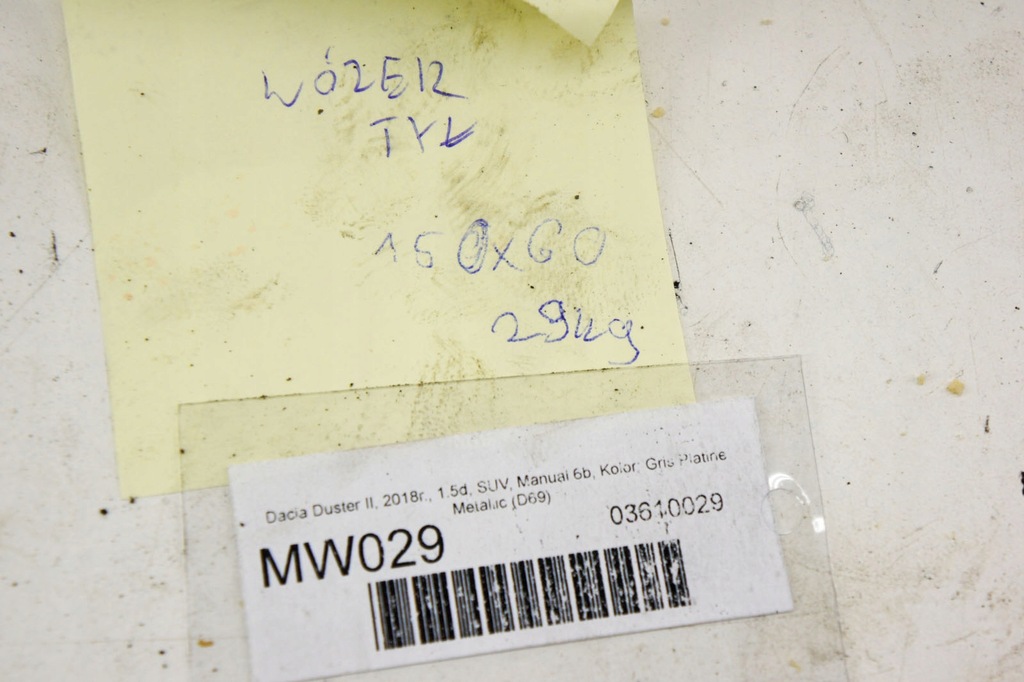 WÓZEK
TYŁ
150x60
29kg
Dacia Duster II, 2018r., 1.5d, SUV, Manual 6b, Kolor: Gris Platine
Metalic (D69)
03610029
MW029